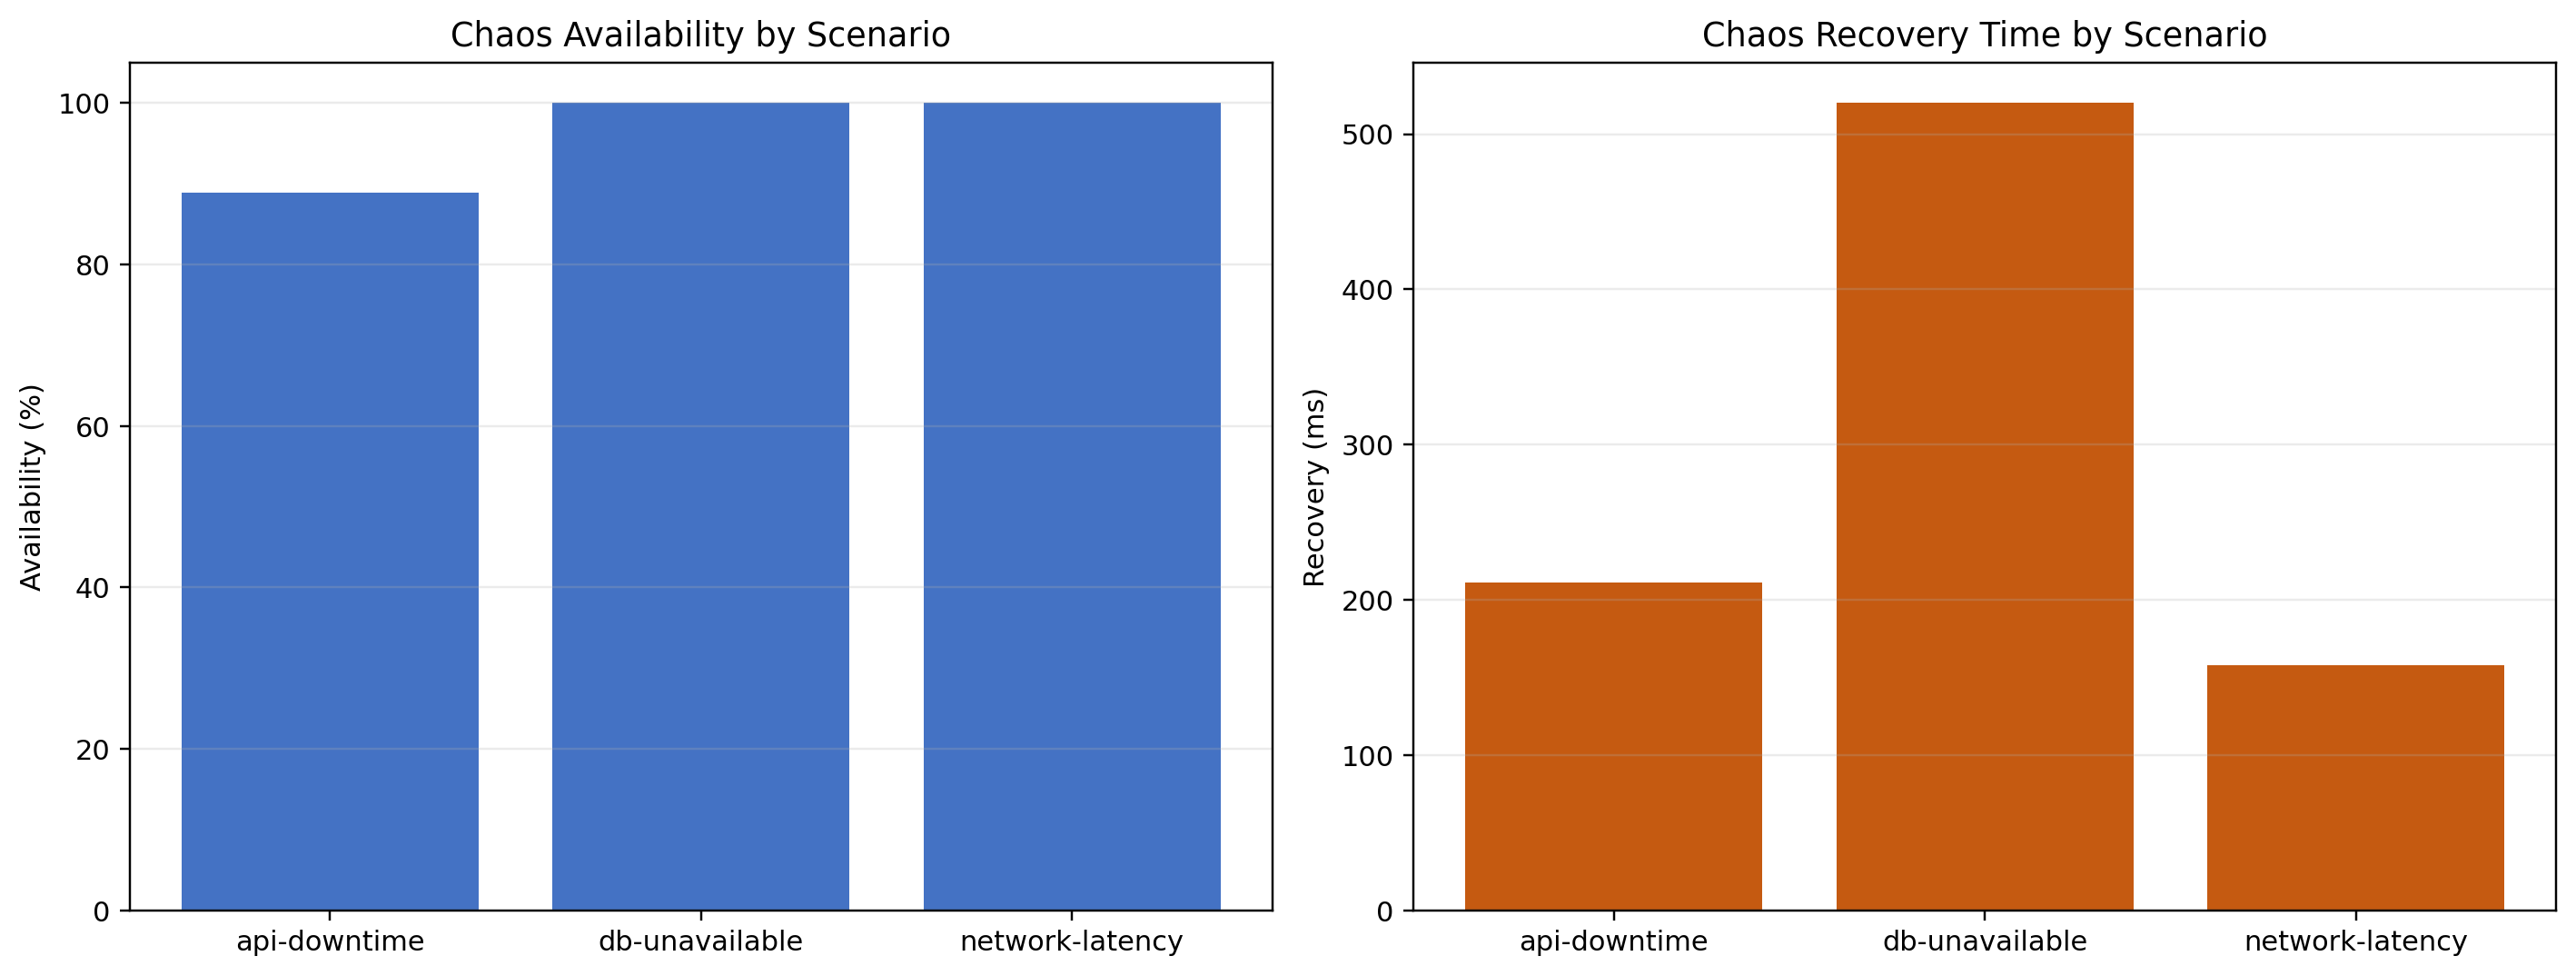 Chaos Availability by Scenario
Availability (%)
100
80
60
40
20
0
api-downtime db-unavailable network-latency
Chaos Recovery Time by Scenario
Recovery (ms)
500
400
300
200
100
0
api-downtime db-unavailable network-latency